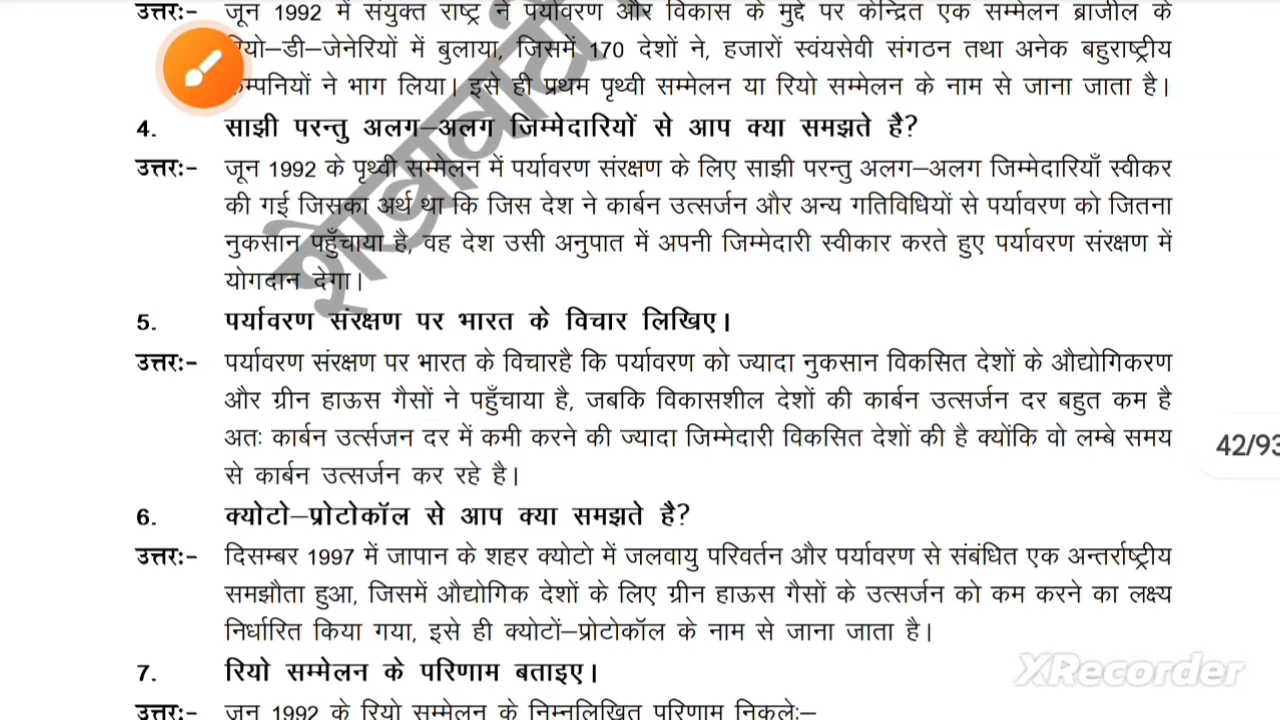 उत्तरः- जून 1992 में संयुक्त राष्ट्र ने पर्यावरण और विकास के मुद्दे पर केन्द्रित एक सम्मेलन ब्राजील के
रियो-डी-जेनेरियों में बुलाया, जिसमें 170 देशों ने, हजारों स्वंयसेवी संगठन तथा अनेक बहुराष्ट्रीय
कम्पनियों ने भाग लिया। इसे ही प्रथम पृथ्वी सम्मेलन या रियो सम्मेलन के नाम से जाना जाता है।
4. साझी परन्तु अलग-अलग जिम्मेदारियों से आप क्या समझते है?
उत्तरः- जून 1992 के पृथ्वी सम्मेलन में पर्यावरण संरक्षण के लिए साझी परन्तु अलग-अलग जिम्मेदारियाँ स्वीकर
की गई जिसका अर्थ था कि जिस देश ने कार्बन उत्सर्जन और अन्य गतिविधियों से पर्यावरण को जितना
नुकसान पहुँचाया है, वह देश उसी अनुपात में अपनी जिम्मेदारी स्वीकार करते हुए पर्यावरण संरक्षण में
योगदान देगा।
5. पर्यावरण संरक्षण पर भारत के विचार लिखिए।
उत्तरः- पर्यावरण संरक्षण पर भारत के विचारहै कि पर्यावरण को ज्यादा नुकसान विकसित देशों के औद्योगिकरण
और ग्रीन हाऊस गैसों ने पहुँचाया है, जबकि विकासशील देशों की कार्बन उत्सर्जन दर बहुत कम है
अतः कार्बन उर्त्सजन दर में कमी करने की ज्यादा जिम्मेदारी विकसित देशों की है क्योंकि वो लम्बे समय
से कार्बन उत्सर्जन कर रहे है।
42/93
6. क्योटो-प्रोटोकॉल से आप क्या समझते है?
उत्तरः- दिसम्बर 1997 में जापान के शहर क्योटो में जलवायु परिवर्तन और पर्यावरण से संबंधित एक अन्तर्राष्ट्रीय
समझौता हुआ, जिसमें औद्योगिक देशों के लिए ग्रीन हाऊस गैसों के उत्सर्जन को कम करने का लक्ष्य
निर्धारित किया गया, इसे ही क्योटों-प्रोटोकॉल के नाम से जाना जाता है।
7. रियो सम्मेलन के परिणाम बताइए।
उत्तरः- जून 1992 के रियो सम्मेलन के निम्नलिखित परिणाम निकले:-
शेखावाटी
XRecorder